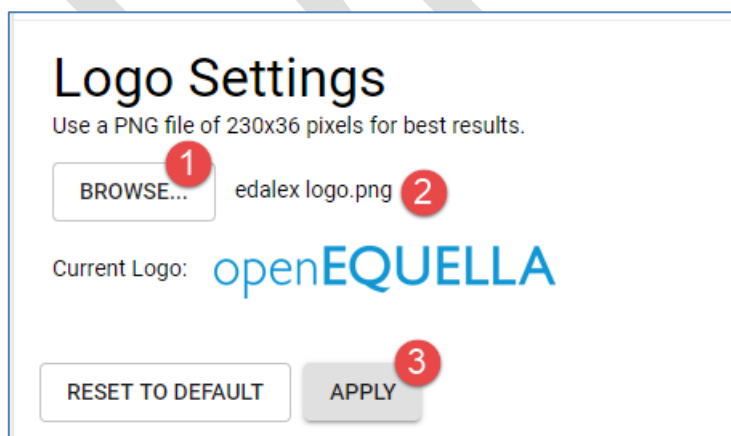 Logo Settings
Use a PNG file of 230x36 pixels for best results.
1
BROWSE... edalex logo.png 2
Current Logo: openEQUELLA
3
RESET TO DEFAULT APPLY